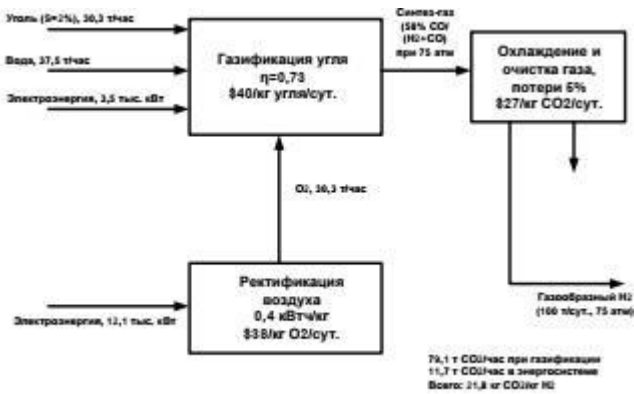 Уголь (S=2%), 30,3 т/час
Вода, 37,5 т/час
Электроэнергия, 3,5 тыс. кВт
Газификация угля
η=0,73
$40/кг угля/сут.
Синтез-газ
(58% CO/
(H2+CO)
при 75 атм
Охлаждение и
очистка газа,
потери 5%
$27/кг CO2/сут.
O2, 30,3 т/час
Ректификация
воздуха
0,4 кВтч/кг
$38/кг O2/сут.
Электроэнергия, 12,1 тыс. кВт
Газообразный H2
(100 т/сут., 75 атм)
79,1 т CO2/час при газификации
11,7 т CO2/час в энергосистеме
Всего: 21,8 кг CO2/кг H2